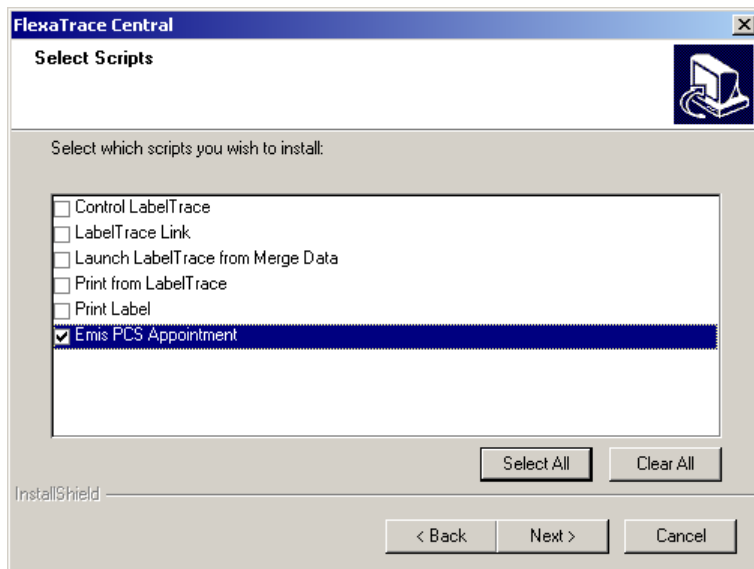 FlexaTrace Central
Select Scripts
Select which scripts you wish to install:
Control LabelTrace
LabelTrace Link
Launch LabelTrace from Merge Data
Print from LabelTrace
Print Label
Emis PCS Appointment
Select All
Clear All
InstallShield
< Back
Next >
Cancel